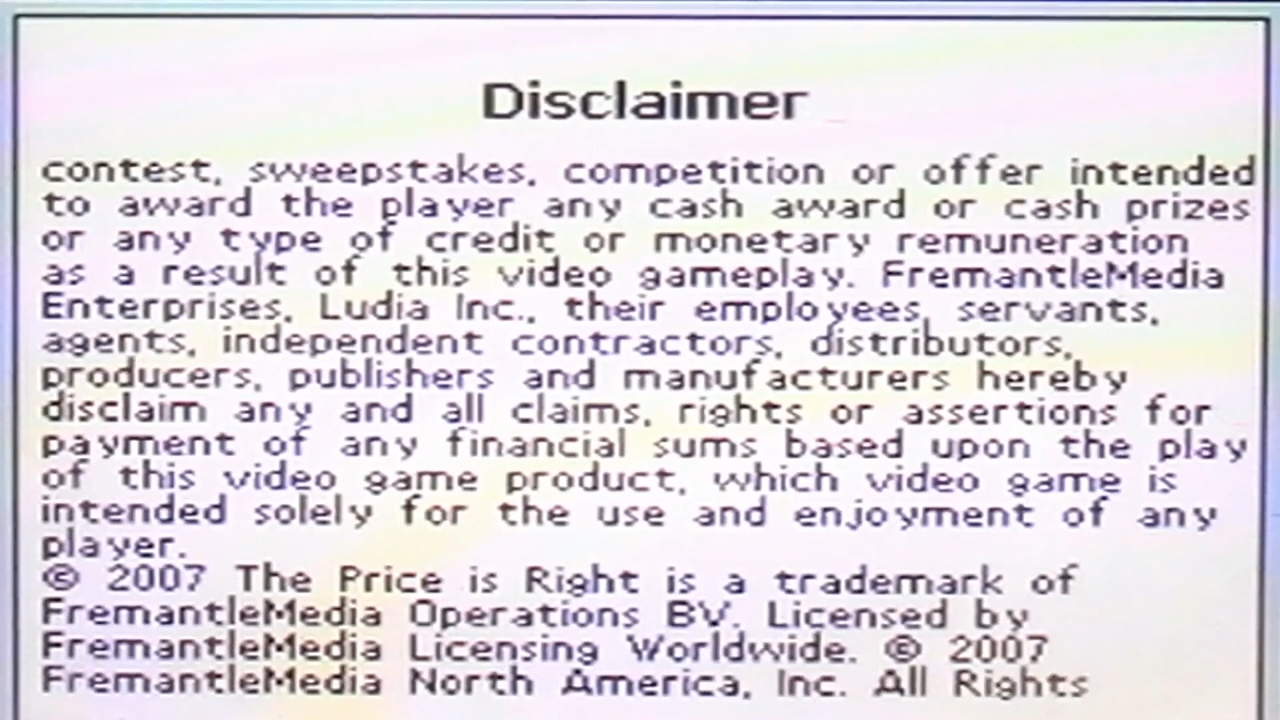 Disclaimer
contest, sweepstakes, competition or offer intended
to award the player any cash award or cash prizes
or any type of credit or monetary remuneration
as a result of this video gameplay. FremantleMedia
Enterprises, Ludia Inc., their employees, servants,
agents, independent contractors, distributors,
producers, publishers and manufacturers hereby
disclaim any and all claims, rights or assertions for
payment of any financial sums based upon the play
of this video game product, which video game is
intended solely for the use and enjoyment of any
player.
© 2007 The Price is Right is a trademark of
FremantleMedia Operations BV. Licensed by
FremantleMedia Licensing Worldwide. © 2007
FremantleMedia North America, Inc. All Rights